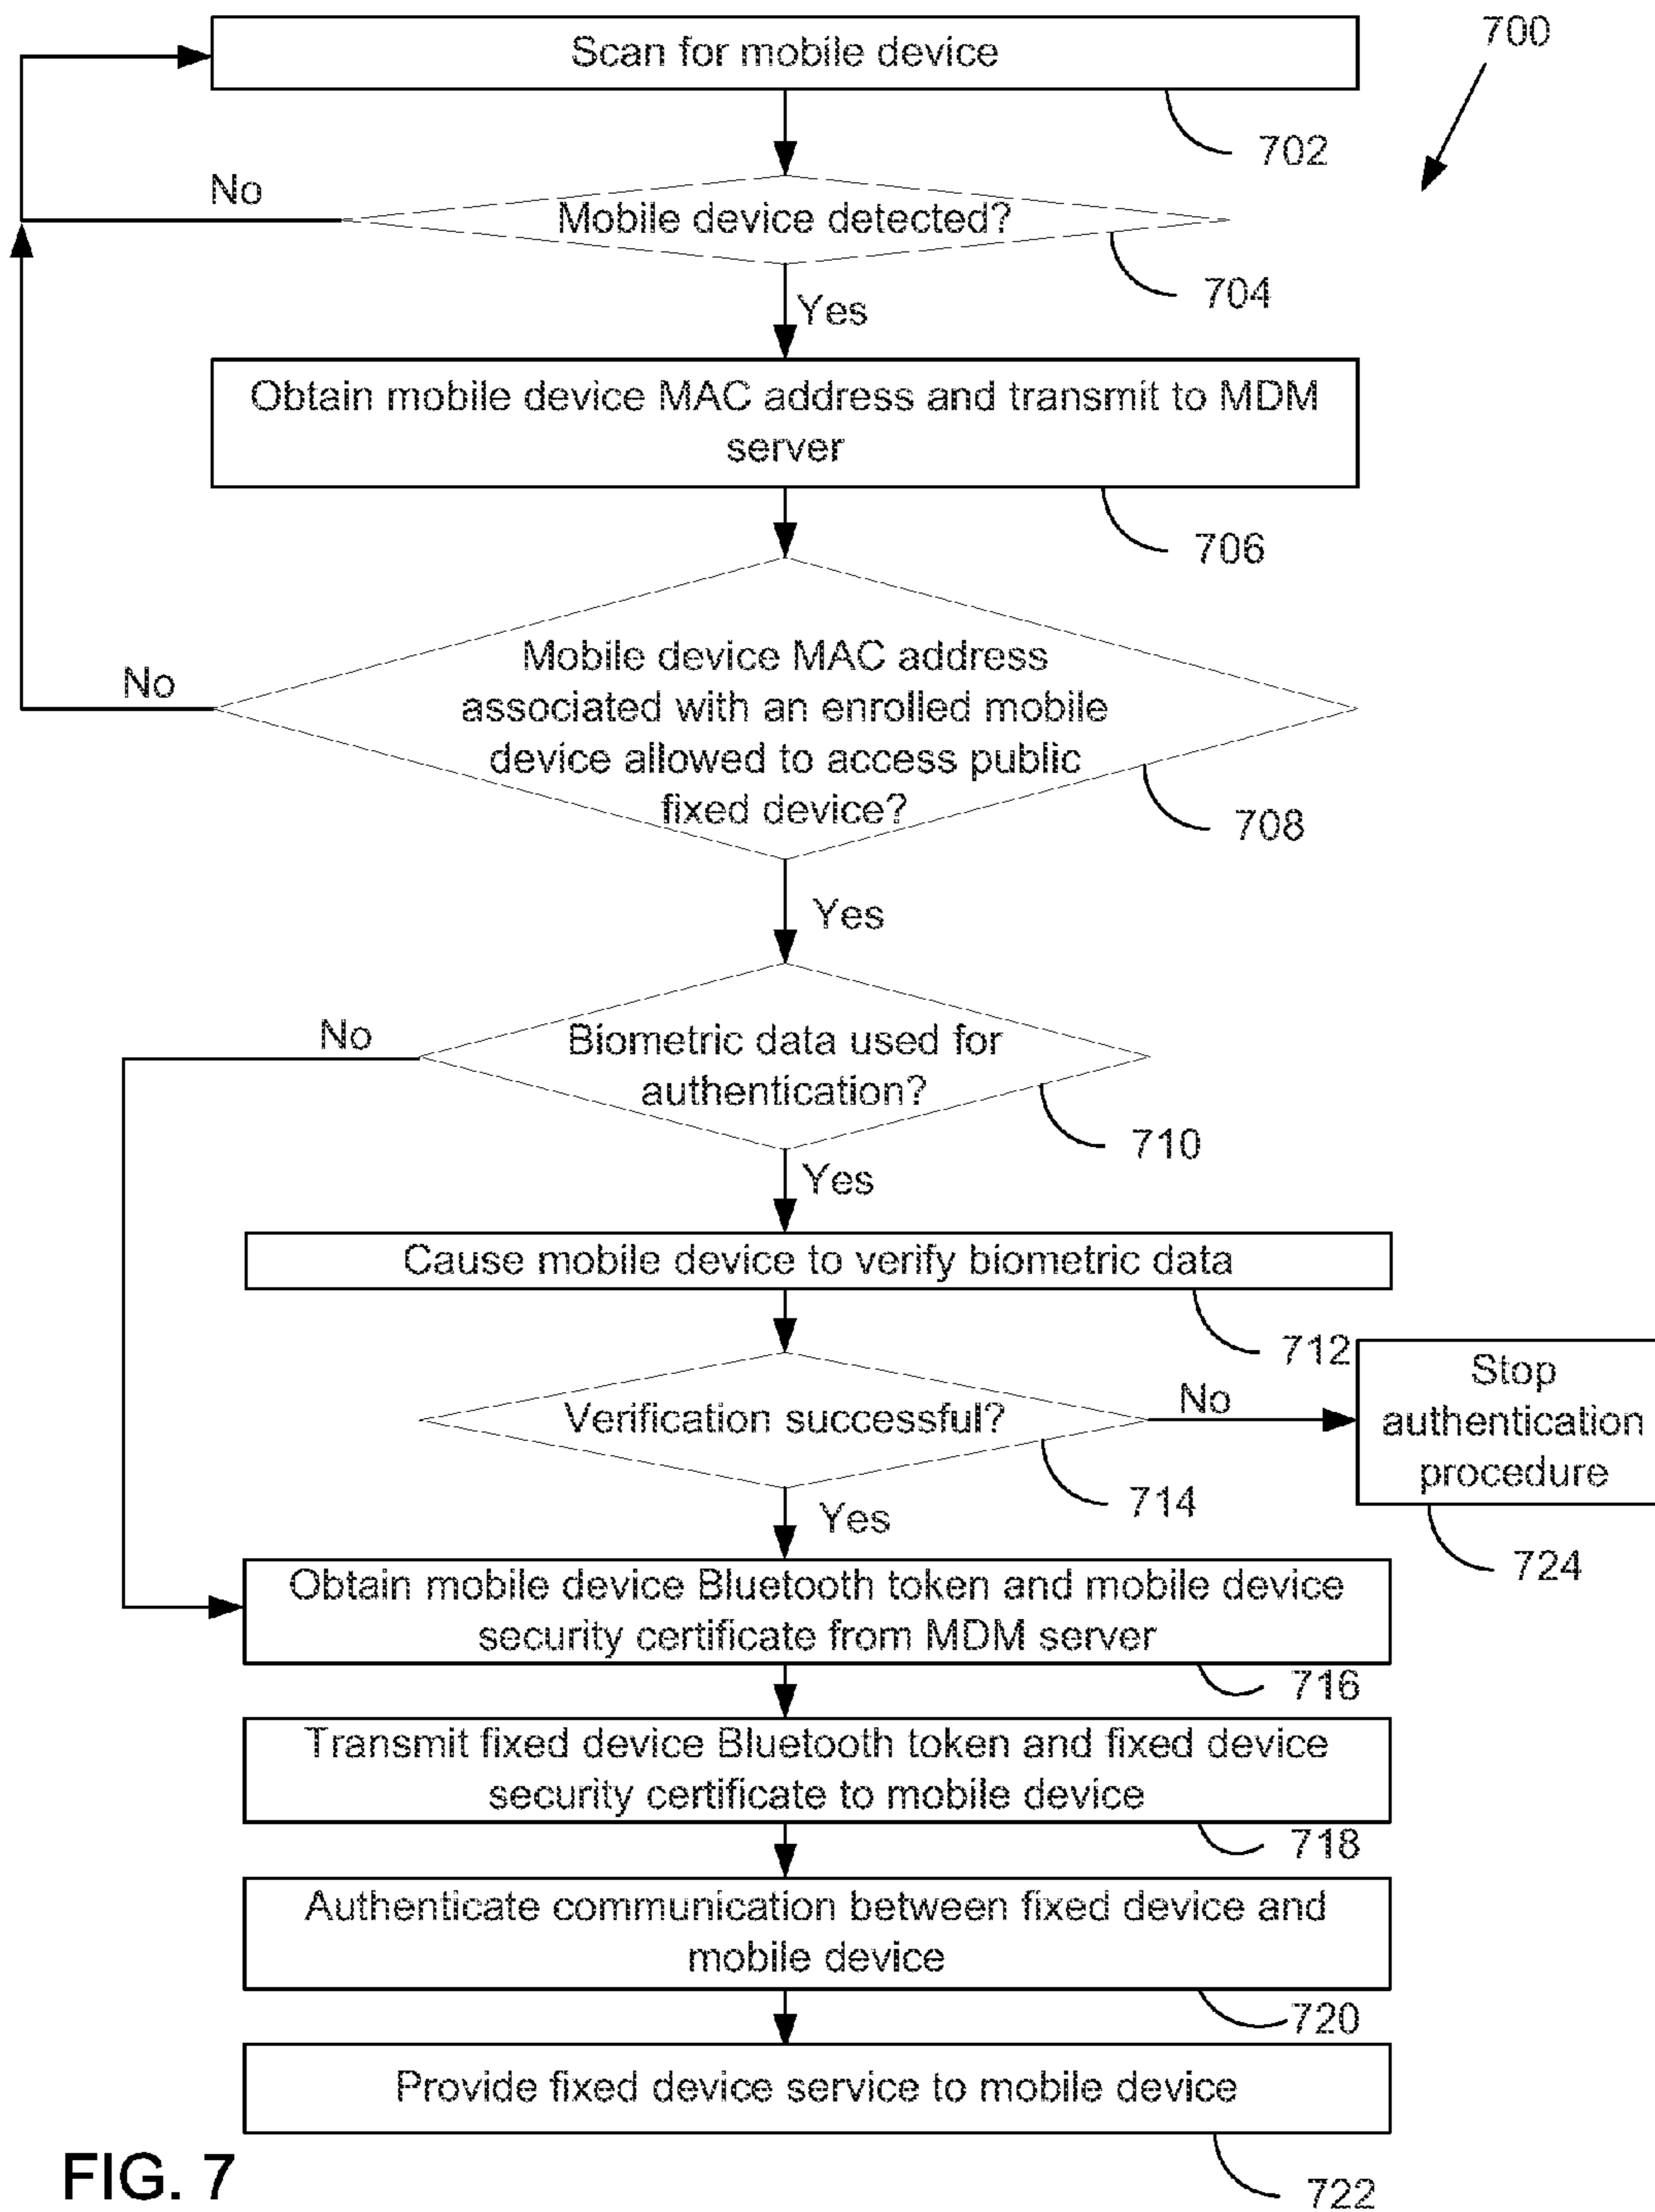 Scan for mobile device
700
702
No
Mobile device detected?
704
Yes
Obtain mobile device MAC address and transmit to MDM
server
706
Mobile device MAC address
associated with an enrolled mobile
device allowed to access public
fixed device?
No
708
Yes
No
Biometric data used for
authentication?
710
Yes
Cause mobile device to verify biometric data
712
Verification successful?
No
Stop
authentication
procedure
714
724
Yes
Obtain mobile device Bluetooth token and mobile device
security certificate from MDM server
716
Transmit fixed device Bluetooth token and fixed device
security certificate to mobile device
718
Authenticate communication between fixed device and
mobile device
720
Provide fixed device service to mobile device
722
FIG. 7